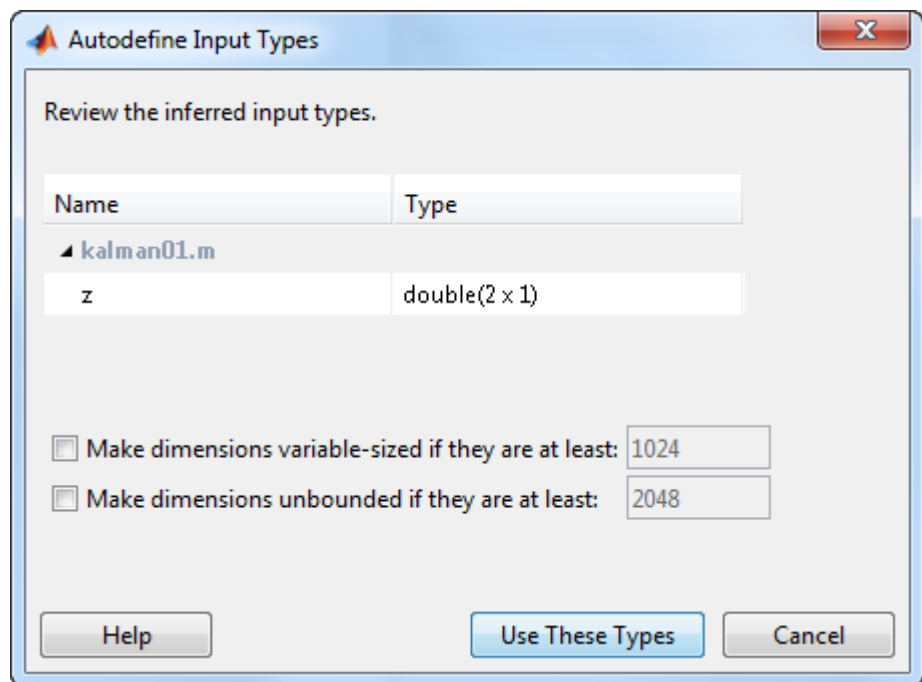 Autodefine Input Types
Review the inferred input types.
Name Type
kalman01.m
z double(2 x 1)
Make dimensions variable-sized if they are at least: 1024
Make dimensions unbounded if they are at least: 2048
Help Use These Types Cancel